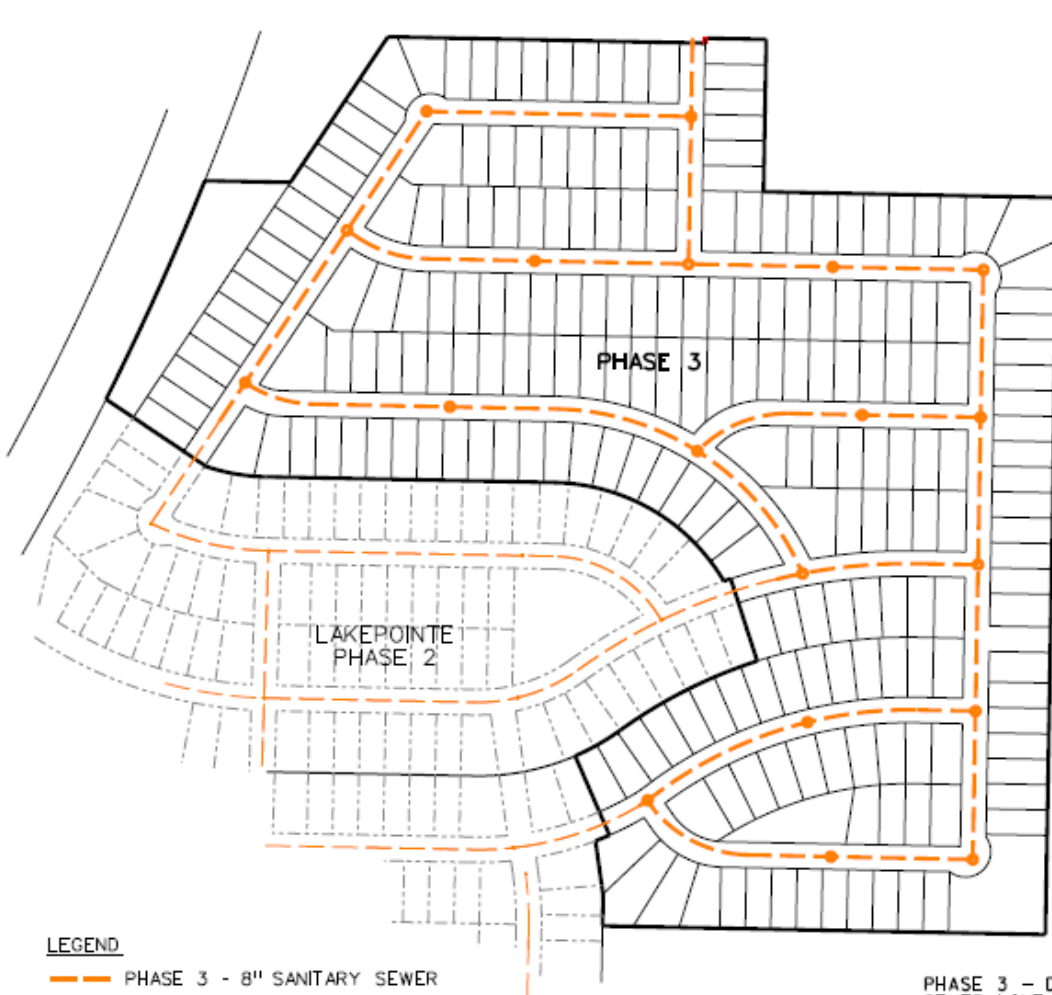 PHASE 3
LAKEPOINTE
PHASE 2
LEGEND
PHASE 3 - 8" SANITARY SEWER
PHASE 3 - D